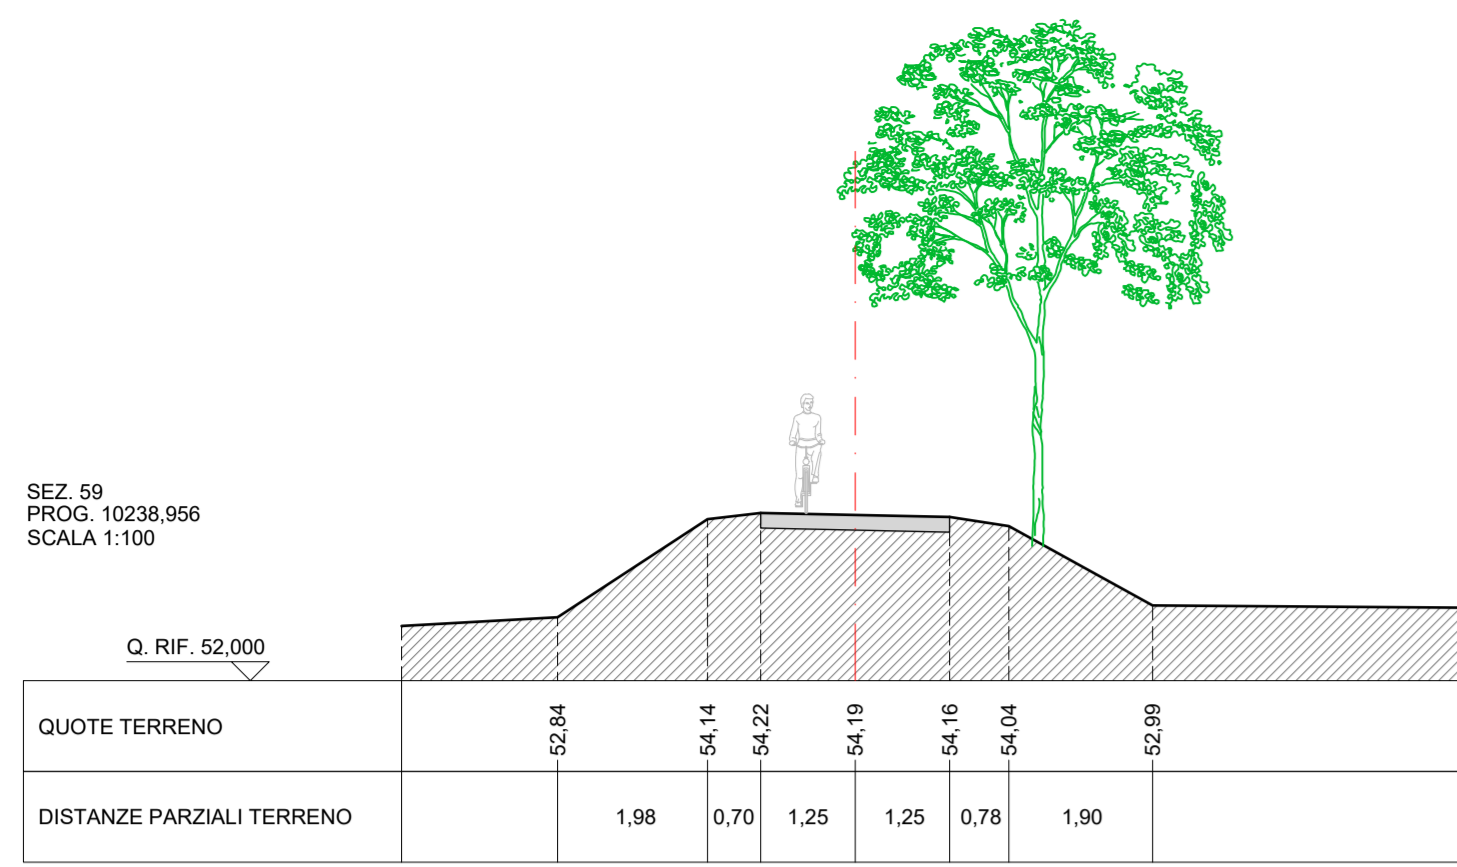 SEZ. 59
PROG. 10238,956
SCALA 1:100
Q. RIF. 52,000
QUOTE TERRENO 52,84 54,14 54,22 54,19 54,16 54,04 52,99
DISTANZE PARZIALI TERRENO 1,98 0,70 1,25 1,25 0,78 1,90